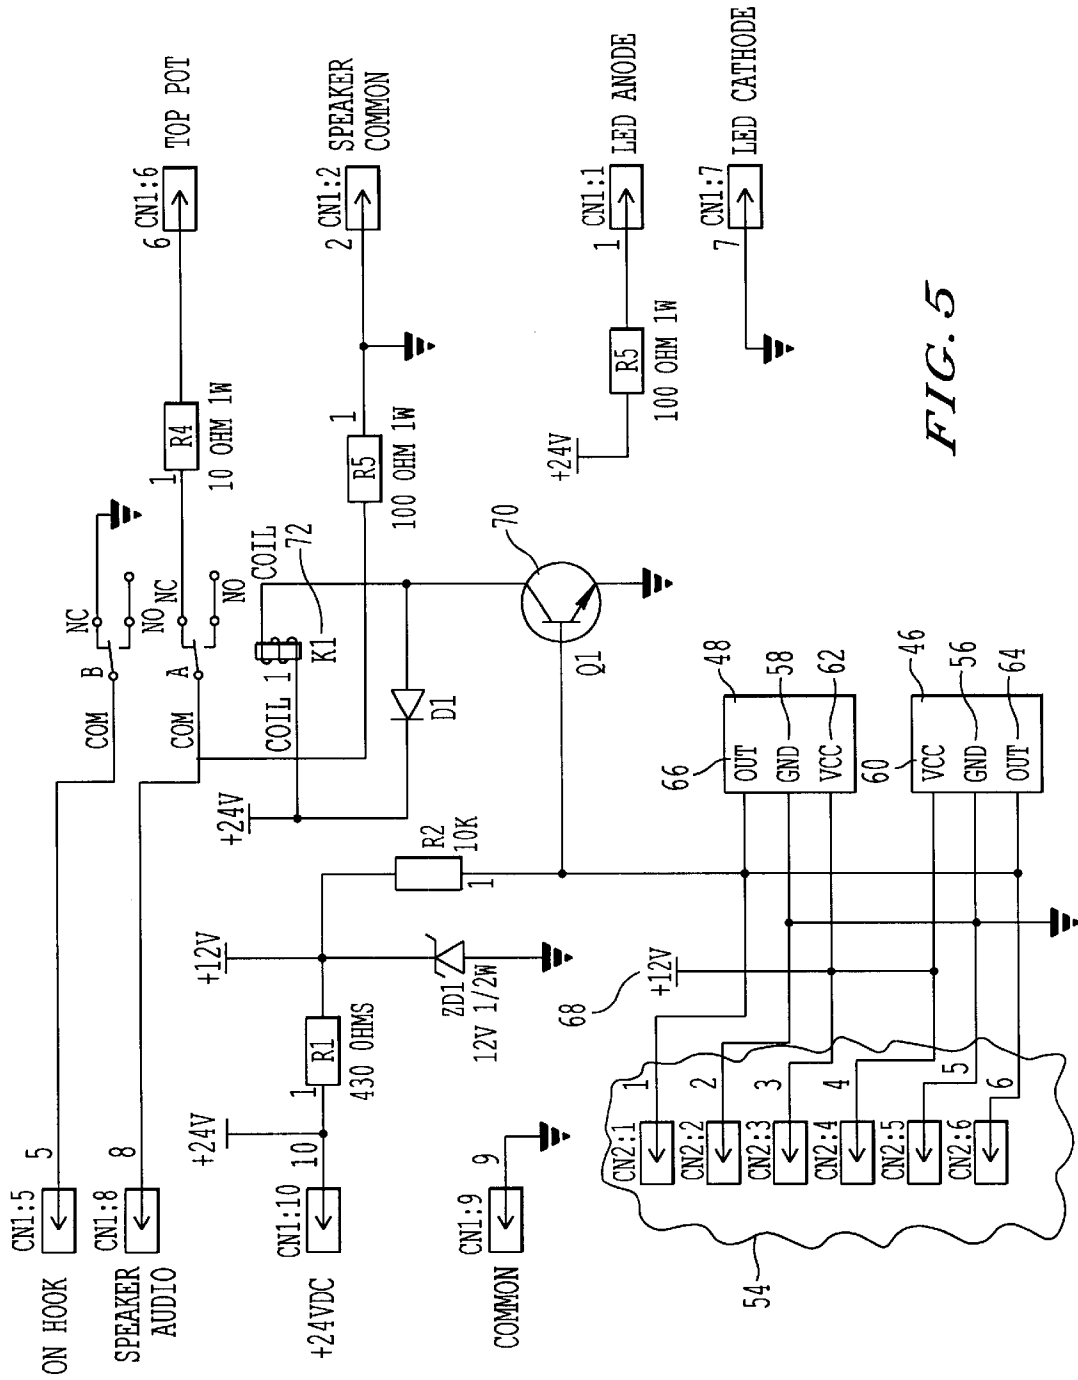 ON HOOK
CN1:5
5
COM
B
NC
NO
SPEAKER
AUDIO
CN1:8
8
COM
A
NC
NO
1
R4
10 OHM 1W
6
CN1:6
TOP POT
+24V
COIL 1
COIL
K1
72
D1
1
R5
100 OHM 1W
2
CN1:2
SPEAKER
COMMON
+24VDC
CN1:10
10
+24V
1
R1
430 OHMS
+12V
ZD1
12V 1/2W
R2
10K
1
Q1
70
+24V
R5
100 OHM 1W
1
CN1:1
LED ANODE
7
CN1:7
LED CATHODE
COMMON
CN1:9
9
68
+12V
54
CN2:1
1
CN2:2
2
CN2:3
3
CN2:4
4
CN2:5
5
CN2:6
6
66
OUT
GND
VCC
48
58
62
60
VCC
GND
OUT
46
56
64
FIG. 5